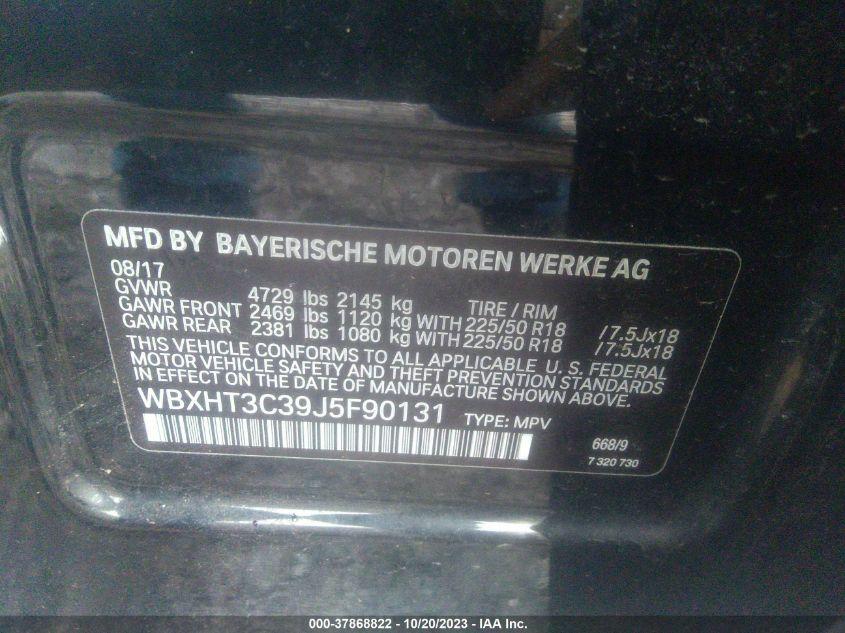 MFD BY BAYERISCHE MOTOREN WERKE AG
08/17
GVWR 4729 lbs 2145 kg TIRE / RIM
GAWR FRONT 2469 lbs 1120 kg WITH 225/50 R18 /7.5Jx18
GAWR REAR 2381 lbs 1080 kg WITH 225/50 R18 /7.5Jx18
THIS VEHICLE CONFORMS TO ALL APPLICABLE U. S. FEDERAL
MOTOR VEHICLE SAFETY AND THEFT PREVENTION STANDARDS
IN EFFECT ON THE DATE OF MANUFACTURE SHOWN ABOVE.
WBXHT3C39J5F90131 TYPE: MPV
668/9
7 320 730
000-37868822 - 10/20/2023 - IAA Inc.